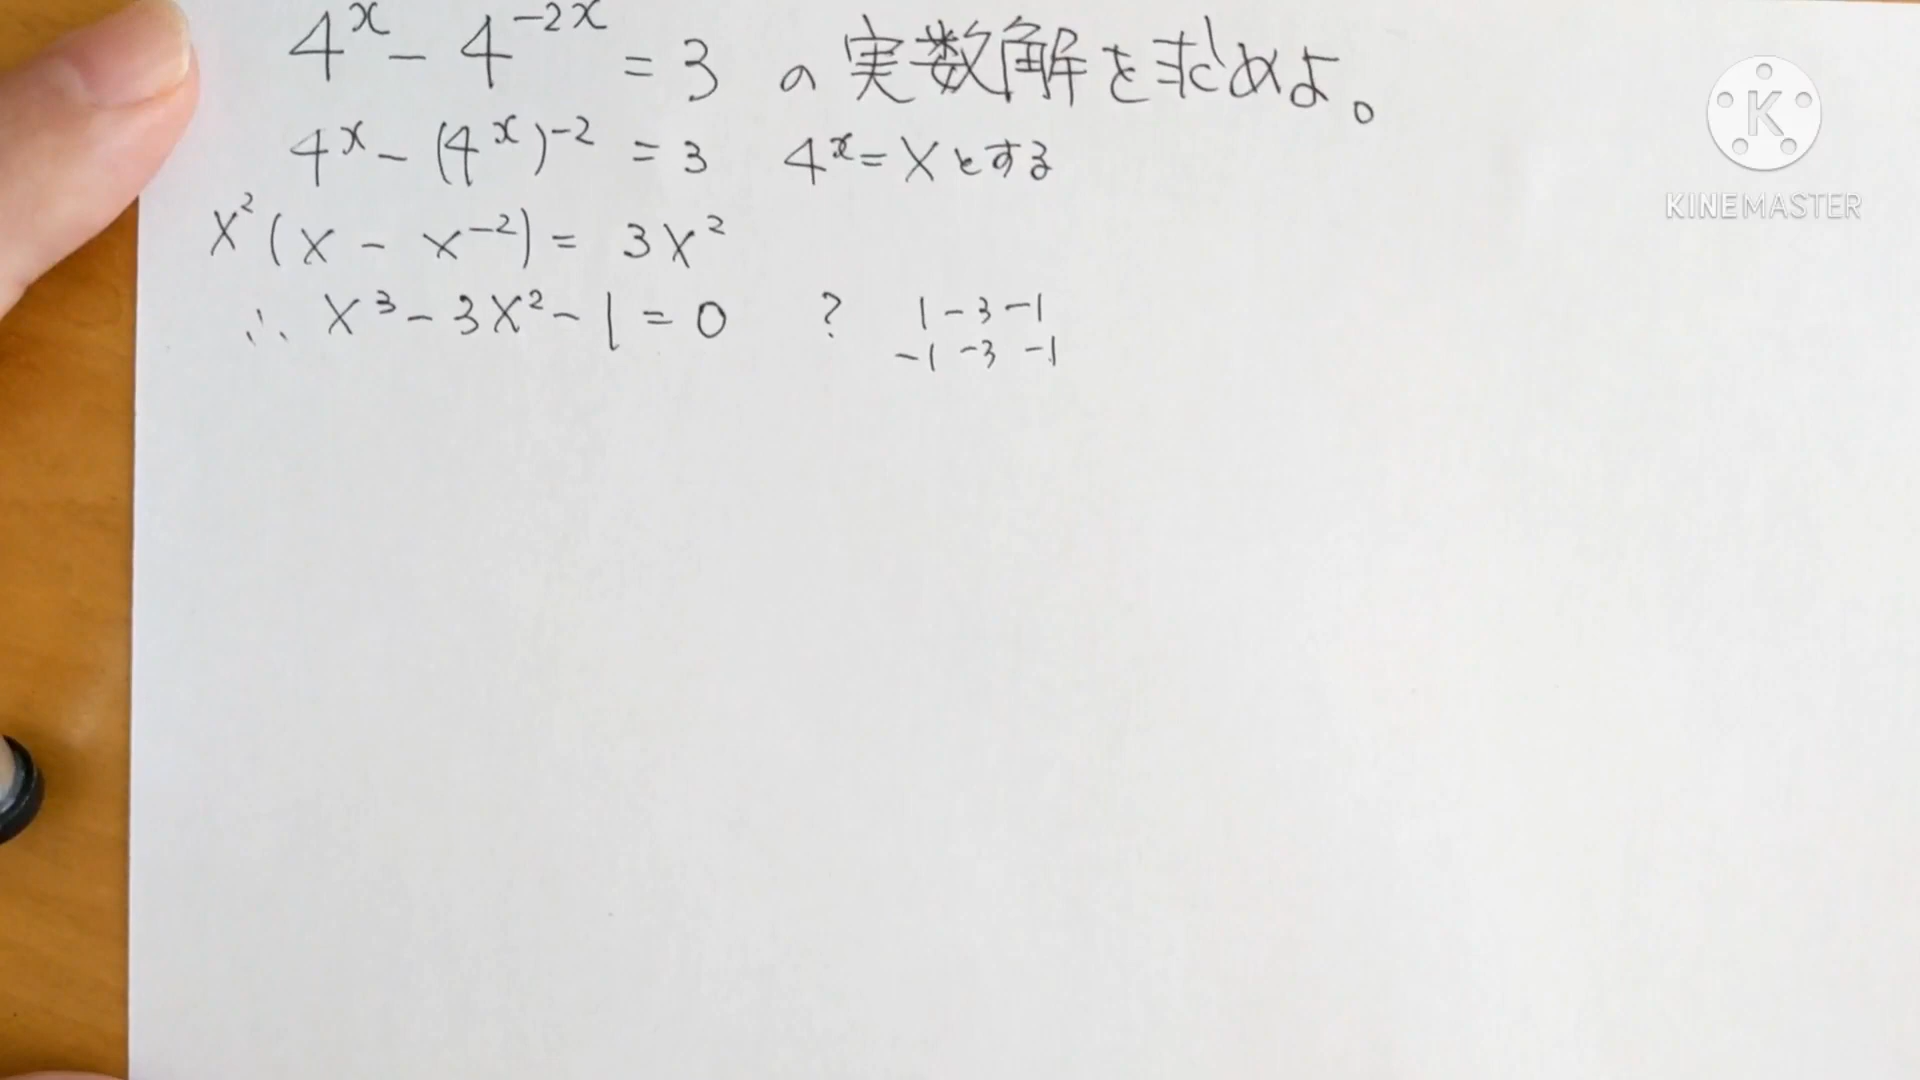 4^x - 4^{-2x} = 3 の実数解を求めよ。
4^x - (4^x)^{-2} = 3 4^x = X とする
X^2 (X - X^{-2}) = 3X^2
∴ X^3 - 3X^2 - 1 = 0 ? 1 -3 -1
-1 -3 -1
K
KINEMASTER